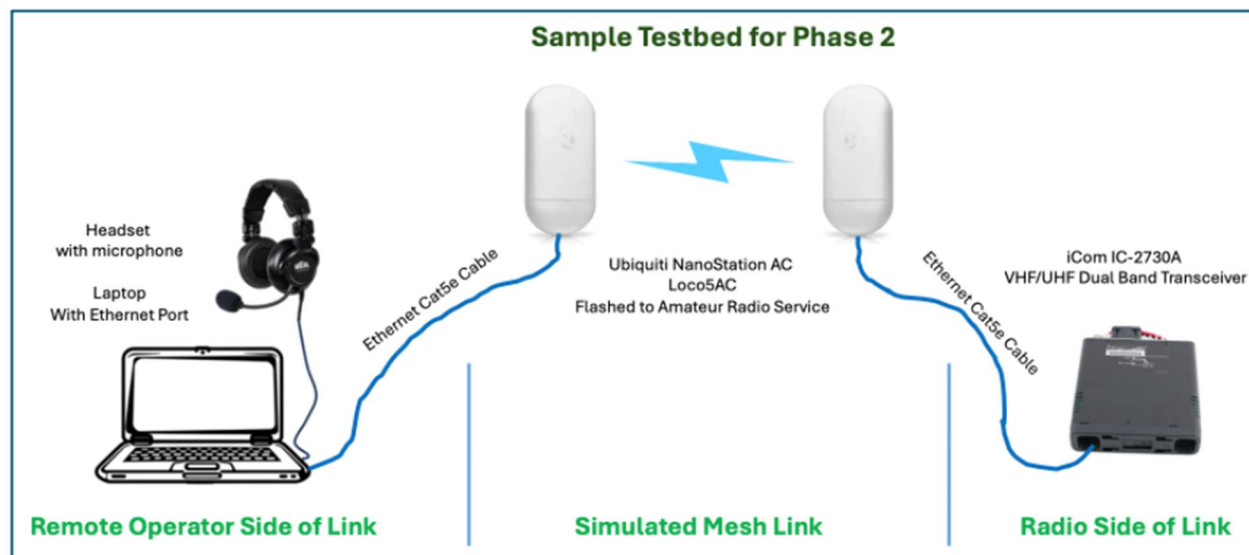 Sample Testbed for Phase 2
Headset
with microphone
Laptop
With Ethernet Port
Ethernet Cat5e Cable
Ubiquiti NanoStation AC
Loco5AC
Flashed to Amateur Radio Service
Ethernet Cat5e Cable
iCom IC-2730A
VHF/UHF Dual Band Transceiver
Remote Operator Side of Link
Simulated Mesh Link
Radio Side of Link